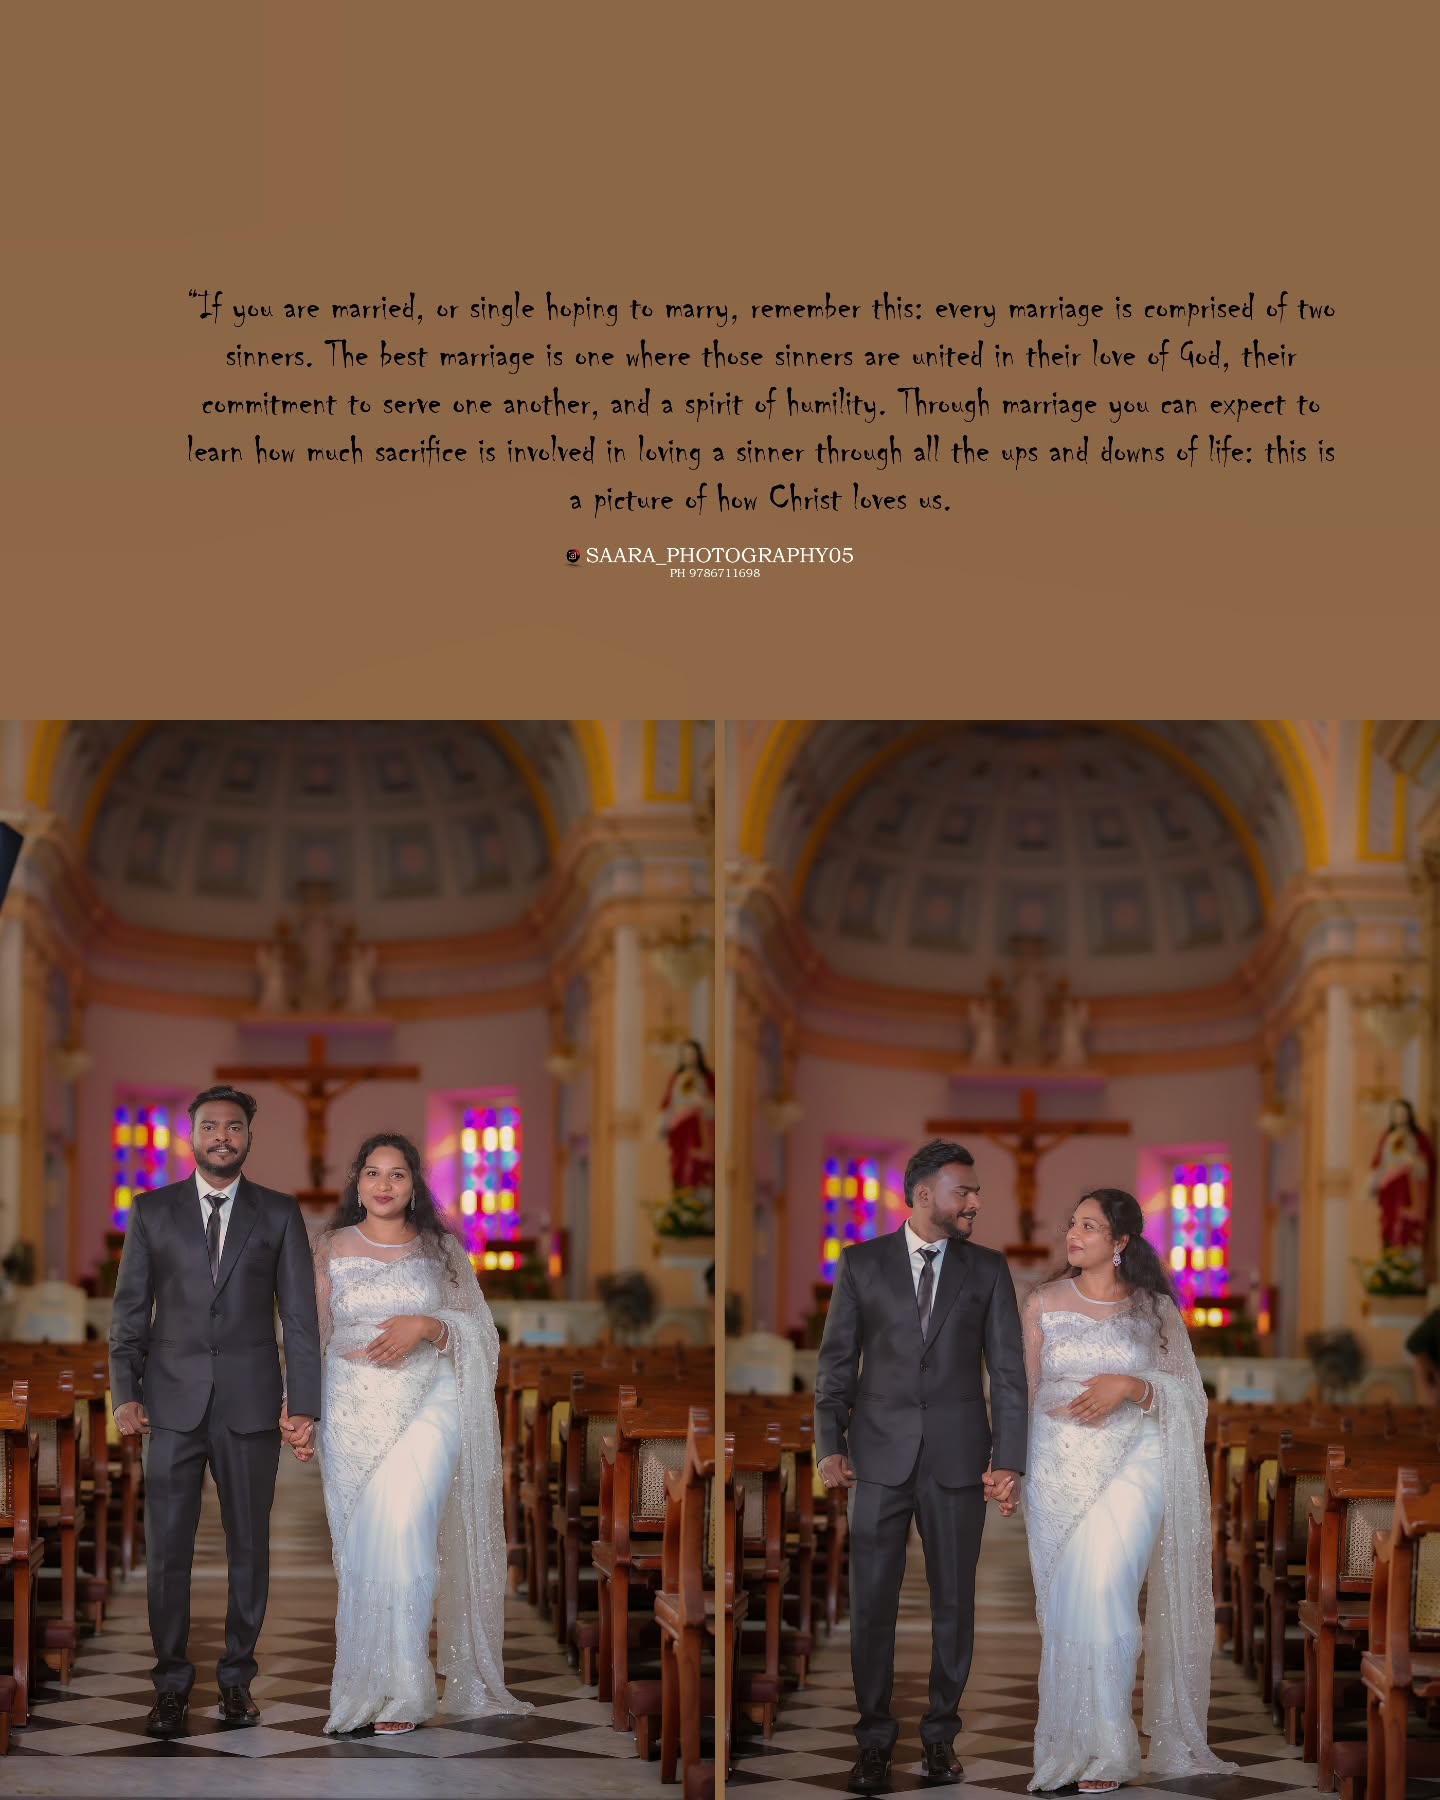 “If you are married, or single hoping to marry, remember this: every marriage is comprised of two
sinners. The best marriage is one where those sinners are united in their love of God, their
commitment to serve one another, and a spirit of humility. Through marriage you can expect to
learn how much sacrifice is involved in loving a sinner through all the ups and downs of life: this is
a picture of how Christ loves us.
SAARA_PHOTOGRAPHY05
PH 9786711698